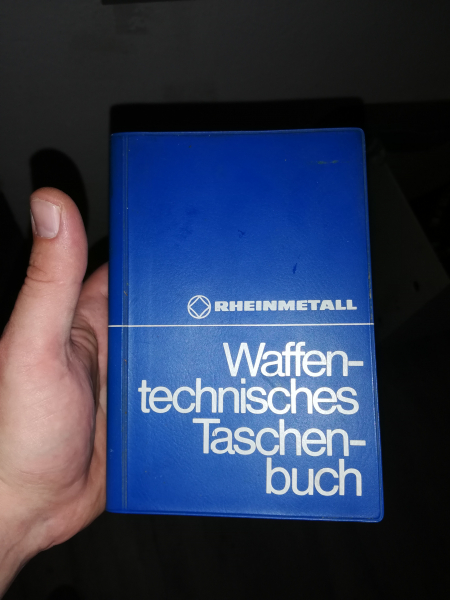 RHEINMETALL
Waffen-
technisches
Taschen-
buch